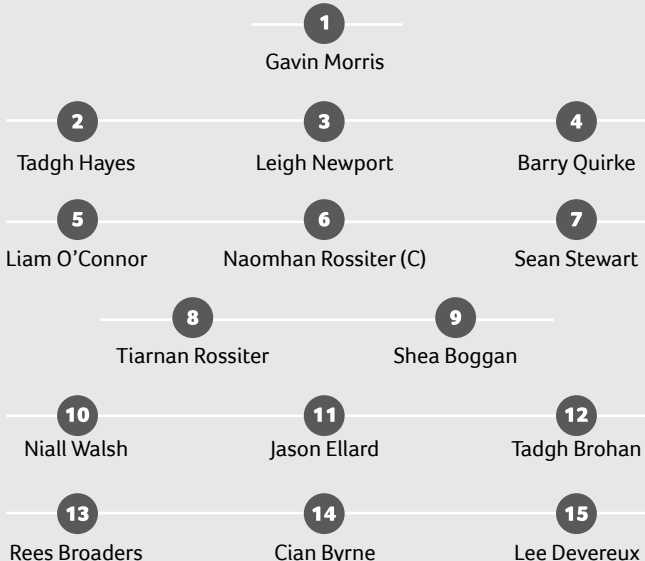 1
Gavin Morris
2 3 4
Tadgh Hayes Leigh Newport Barry Quirke
5 6 7
Liam O’Connor Naomhan Rossiter (C) Sean Stewart
8 9
Tiarnan Rossiter Shea Boggan
10 11 12
Niall Walsh Jason Ellard Tadgh Brohan
13 14 15
Rees Broaders Cian Byrne Lee Devereux